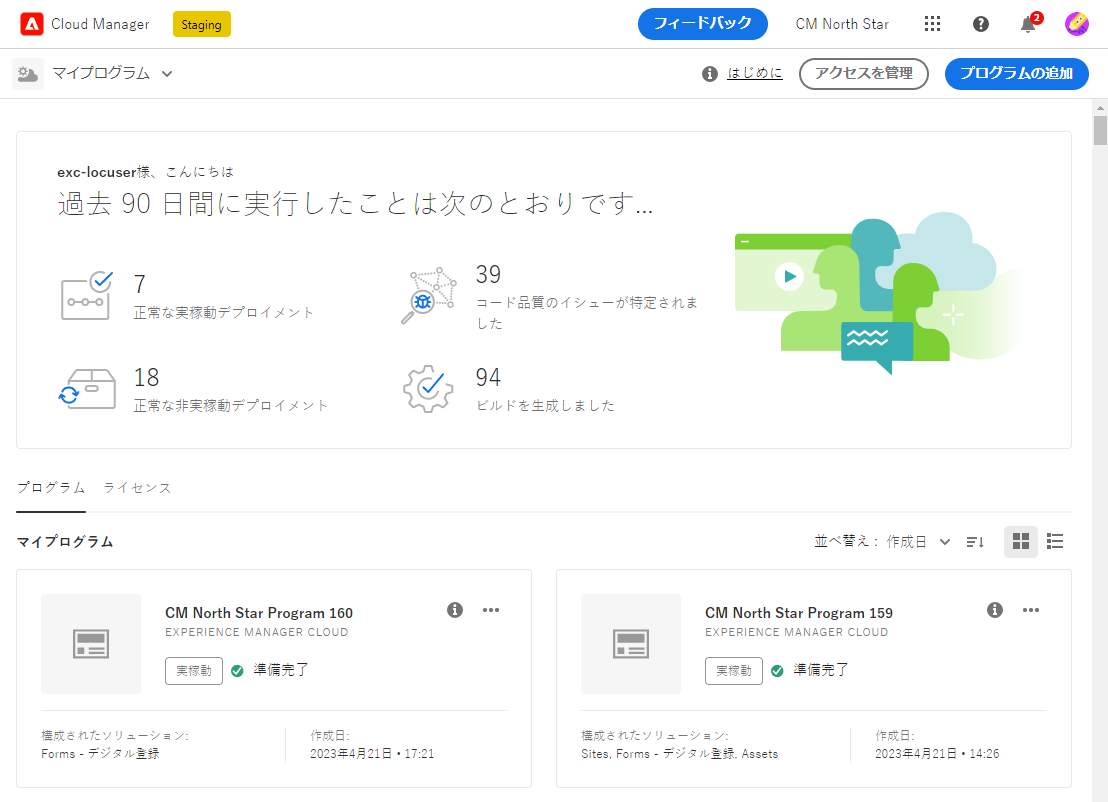 Cloud Manager
Staging
フィードバック
CM North Star
2
マイプログラム
はじめに
アクセスを管理
プログラムの追加
exc-locuser様、こんにちは
過去 90 日間に実行したことは次のとおりです...
7
正常な実稼動デプロイメント
39
コード品質のイシューが特定されま
した
18
正常な非実稼動デプロイメント
94
ビルドを生成しました
プログラム
ライセンス
マイプログラム
並べ替え : 作成日
CM North Star Program 160
EXPERIENCE MANAGER CLOUD
実稼動
準備完了
構成されたソリューション:
Forms - デジタル登録
作成日:
2023年4月21日 • 17:21
CM North Star Program 159
EXPERIENCE MANAGER CLOUD
実稼動
準備完了
構成されたソリューション:
Sites, Forms - デジタル登録, Assets
作成日:
2023年4月21日 • 14:26